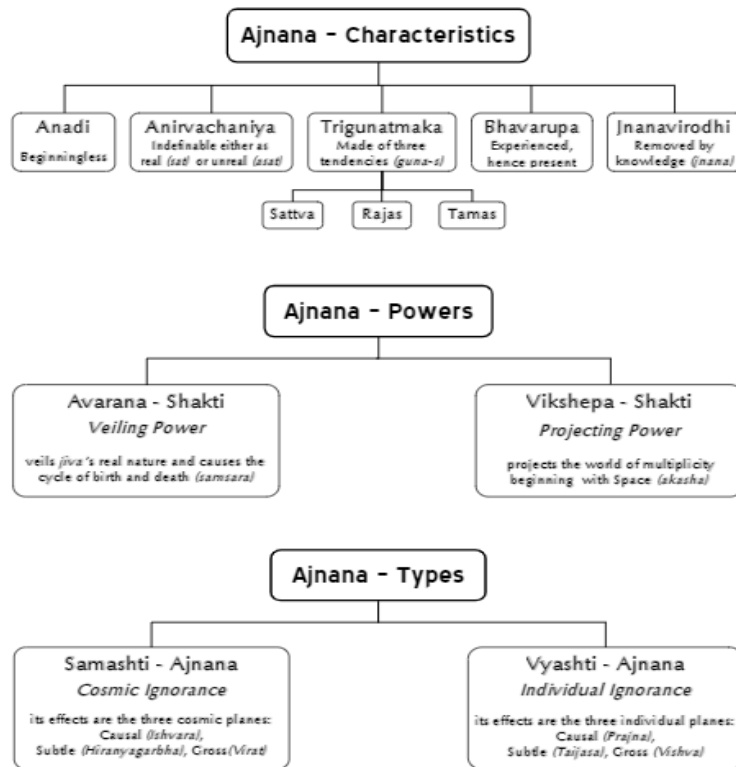 Ajnana - Characteristics
Anadi
Beginningless
Anirvachaniya
Indefinable either as
real (sat) or unreal (asat)
Trigunatmaka
Made of three
tendencies (guna-s)
Bhavarupa
Experienced,
hence present
Jnanavirodhi
Removed by
knowledge (jnana)
Sattva
Rajas
Tamas
Ajnana - Powers
Avarana - Shakti
Veiling Power
veils jiva's real nature and causes the
cycle of birth and death (samsara)
Vikshepa - Shakti
Projecting Power
projects the world of multiplicity
beginning with Space (akasha)
Ajnana - Types
Samashti - Ajnana
Cosmic Ignorance
its effects are the three cosmic planes:
Causal (Ishvara),
Subtle (Hiranyagarbha), Gross(Virat)
Vyashti - Ajnana
Individual Ignorance
its effects are the three individual planes:
Causal (Prajna),
Subtle (Taijasa), Gross (Vishva)